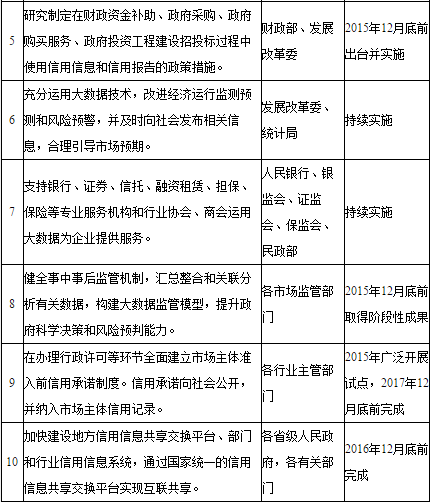 5
研究制定在财政资金补助、政府采购、政府
购买服务、政府投资工程建设招投标过程中
使用信用信息和信用报告的政策措施。
财政部、发展
改革委
2015年12月底前
出台并实施
6
充分运用大数据技术，改进经济运行监测预
测和风险预警，并及时向社会发布相关信
息，合理引导市场预期。
发展改革委、
统计局
持续实施
7
支持银行、证券、信托、融资租赁、担保、
保险等专业服务机构和行业协会、商会运用
大数据为企业提供服务。
人民银行、银
监会、证监
会、保监会、
民政部
持续实施
8
健全事中事后监管机制，汇总整合和关联分
析有关数据，构建大数据监管模型，提升政
府科学决策和风险预判能力。
各市场监管部
门
2015年12月底前
取得阶段性成果
9
在办理行政许可等环节全面建立市场主体准
入前信用承诺制度。信用承诺向社会公开，
并纳入市场主体信用记录。
各行业主管部
门
2015年广泛开展
试点，2017年12
月底前完成
10
加快建设地方信用信息共享交换平台、部门
和行业信用信息系统，通过国家统一的信用
信息共享交换平台实现互联共享。
各省级人民政
府，各有关部
门
2016年12月底前
完成